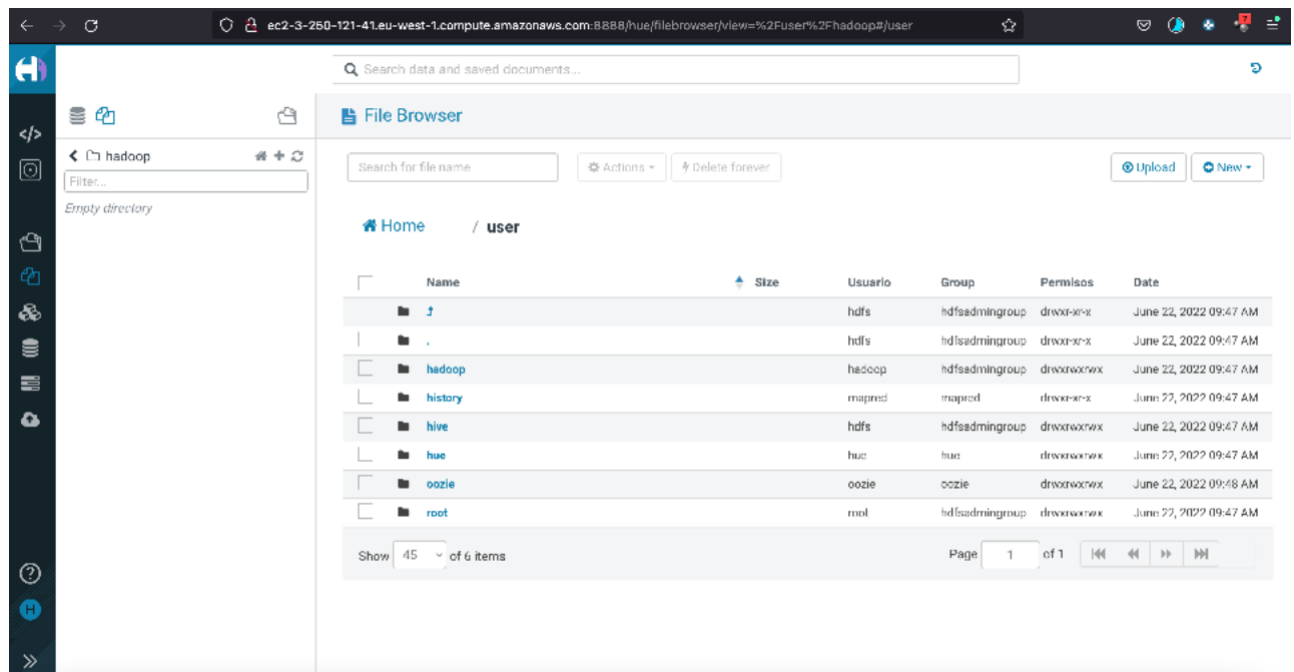 ec2-3-250-121-41.eu-west-1.compute.amazonaws.com:8888/hue/filebrowser/view=%2Fuser%2Fhadoop#/user
7
Search data and saved documents...
File Browser
hadoop
Filter...
Empty directory
Search for file name Actions Delete forever Upload New
Home / user
Name Size Usuario Group Permisos Date
hdfs hdfsadmingroup drwxr-xr-x June 22, 2022 09:47 AM
. hdfs hdfsadmingroup drwxr-xr-x June 22, 2022 09:47 AM
hadoop hadoop hdfsadmingroup drwxrwxrwx June 22, 2022 09:47 AM
history mapred mapred drwxr-xr-x June 22, 2022 09:47 AM
hive hdfs hdfsadmingroup drwxrwxrwx June 22, 2022 09:47 AM
hue hue hue drwxrwxrwx June 22, 2022 09:47 AM
oozie oozie oozie drwxrwxrwx June 22, 2022 09:48 AM
root root hdfsadmingroup drwxrwxrwx June 22, 2022 09:47 AM
Show 45 of 6 items Page 1 of 1
H